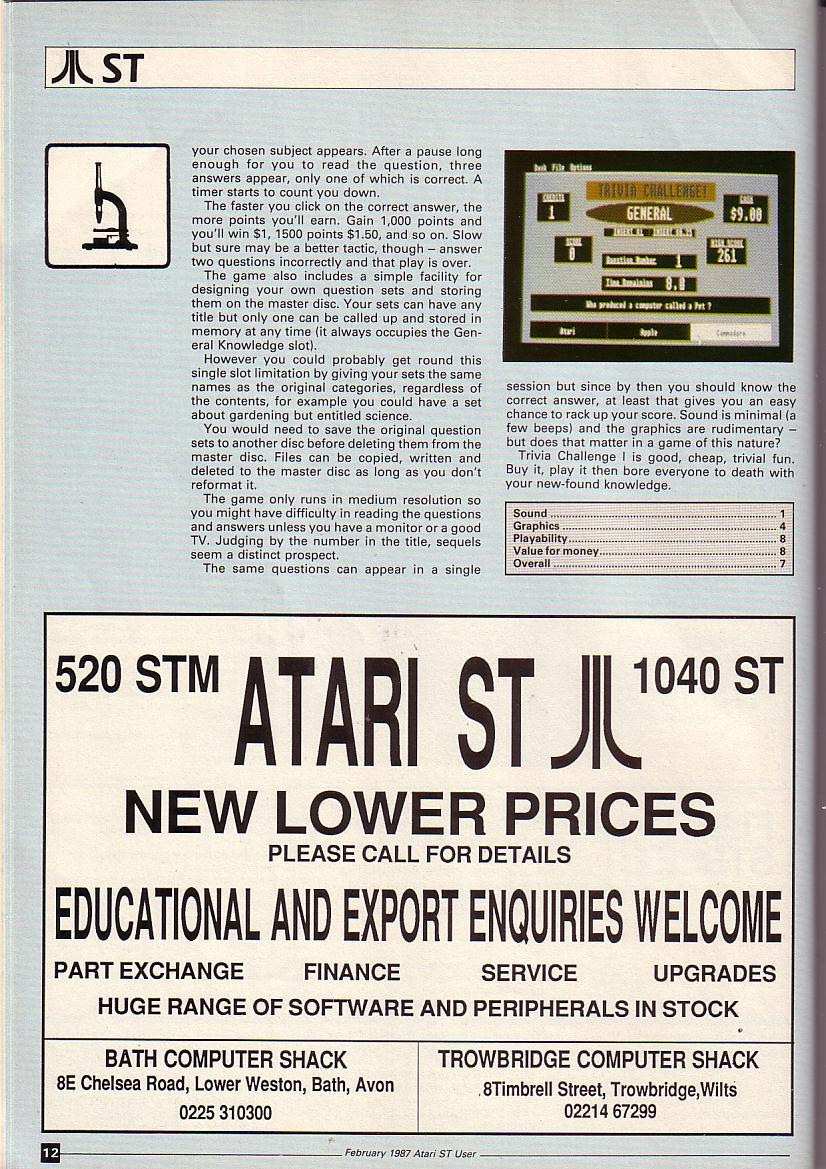 ST
your chosen subject appears. After a pause long
enough for you to read the question, three
answers appear, only one of which is correct. A
timer starts to count you down.
The faster you click on the correct answer, the
more points you'll earn. Gain 1,000 points and
you'll win $1, 1500 points $1.50, and so on. Slow
but sure may be a better tactic, though – answer
two questions incorrectly and that play is over.
The game also includes a simple facility for
designing your own question sets and storing
them on the master disc. Your sets can have any
title but only one can be called up and stored in
memory at any time (it always occupies the Gen-
eral Knowledge slot).
However you could probably get round this
single slot limitation by giving your sets the same
names as the original categories, regardless of
the contents, for example you could have a set
about gardening but entitled science.
You would need to save the original question
sets to another disc before deleting them from the
master disc. Files can be copied, written and
deleted to the master disc as long as you don't
reformat it.
The game only runs in medium resolution so
you might have difficulty in reading the questions
and answers unless you have a monitor or a good
TV. Judging by the number in the title, sequels
seem a distinct prospect.
The same questions can appear in a single
Desk File Options
TRIVIA CHALLENGE!
CREDITS
1
GENERAL
$9.00
SCORE
0
HIGH SCORE
261
Question Number 1
Time Remaining 8.0
Who produced a computer called a Pet ?
Atari
Apple
Commodore
session but since by then you should know the
correct answer, at least that gives you an easy
chance to rack up your score. Sound is minimal (a
few beeps) and the graphics are rudimentary –
but does that matter in a game of this nature?
Trivia Challenge I is good, cheap, trivial fun.
Buy it, play it then bore everyone to death with
your new-found knowledge.
Sound ........ 1
Graphics ........ 4
Playability ........ 8
Value for money ........ 8
Overall ........ 7
520 STM ATARI ST 1040 ST
NEW LOWER PRICES
PLEASE CALL FOR DETAILS
EDUCATIONAL AND EXPORT ENQUIRIES WELCOME
PART EXCHANGE FINANCE SERVICE UPGRADES
HUGE RANGE OF SOFTWARE AND PERIPHERALS IN STOCK
BATH COMPUTER SHACK
8E Chelsea Road, Lower Weston, Bath, Avon
0225 310300
TROWBRIDGE COMPUTER SHACK
8Timbrell Street, Trowbridge,Wilts
02214 67299
12 February 1987 Atari ST User